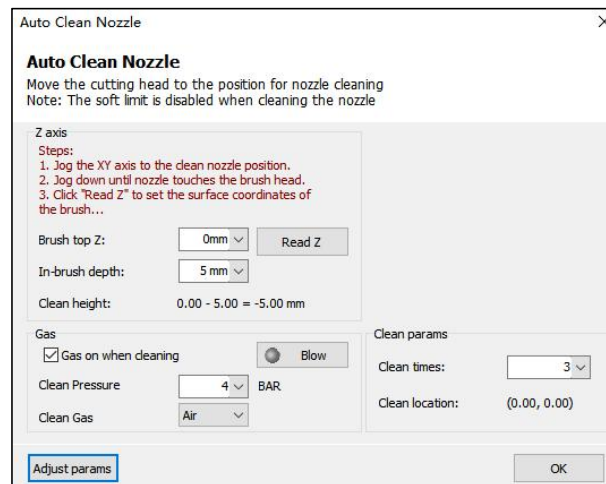 Auto Clean Nozzle
Auto Clean Nozzle
Move the cutting head to the position for nozzle cleaning
Note: The soft limit is disabled when cleaning the nozzle
Z axis
Steps:
1. Jog the XY axis to the clean nozzle position.
2. Jog down until nozzle touches the brush head.
3. Click "Read Z" to set the surface coordinates of
the brush...
Brush top Z: 0mm Read Z
In-brush depth: 5 mm
Clean height: 0.00 - 5.00 = -5.00 mm
Gas
Gas on when cleaning Blow
Clean Pressure 4 BAR
Clean Gas Air
Clean params
Clean times: 3
Clean location: (0.00, 0.00)
Adjust params OK